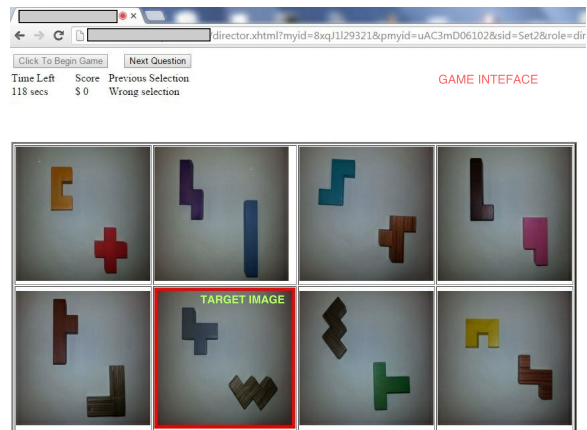 director.xhtml?myid=8xqJ1l29321&pmyid=uAC3mD06102&sid=Set2&role=dir
Click To Begin Game Next Question
Time Left Score Previous Selection
118 secs $ 0 Wrong selection
GAME INTEFACE
TARGET IMAGE